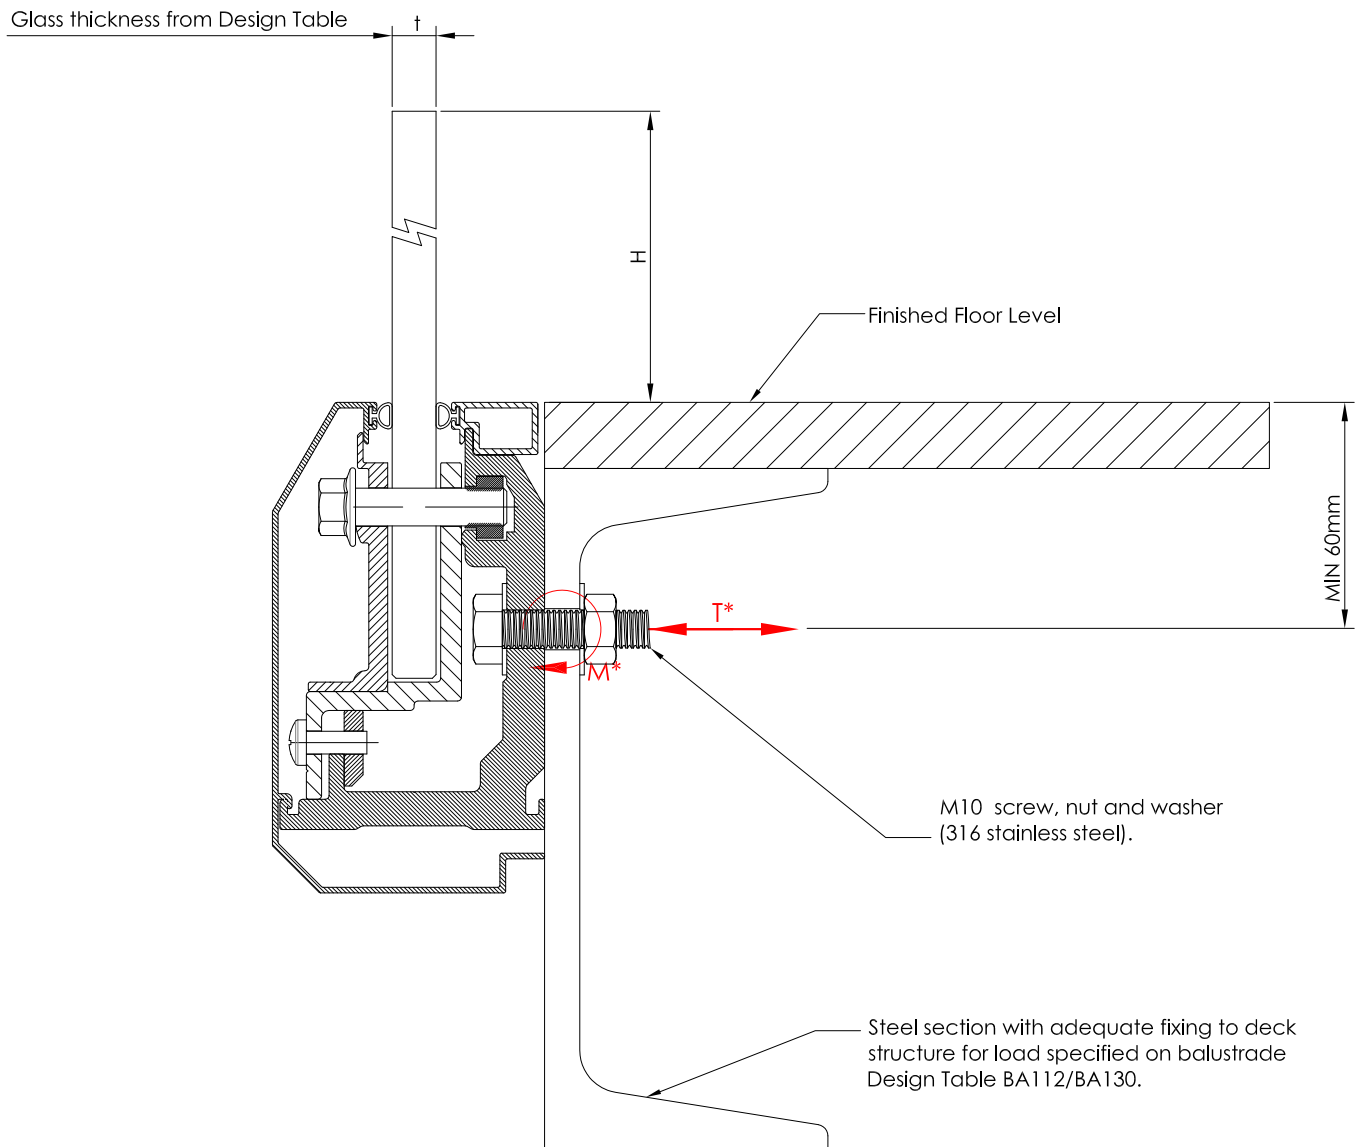 Glass thickness from Design Table
t
H
Finished Floor Level
MIN 60mm
T*
M*
M10 screw, nut and washer
(316 stainless steel).
Steel section with adequate fixing to deck
structure for load specified on balustrade
Design Table BA112/BA130.